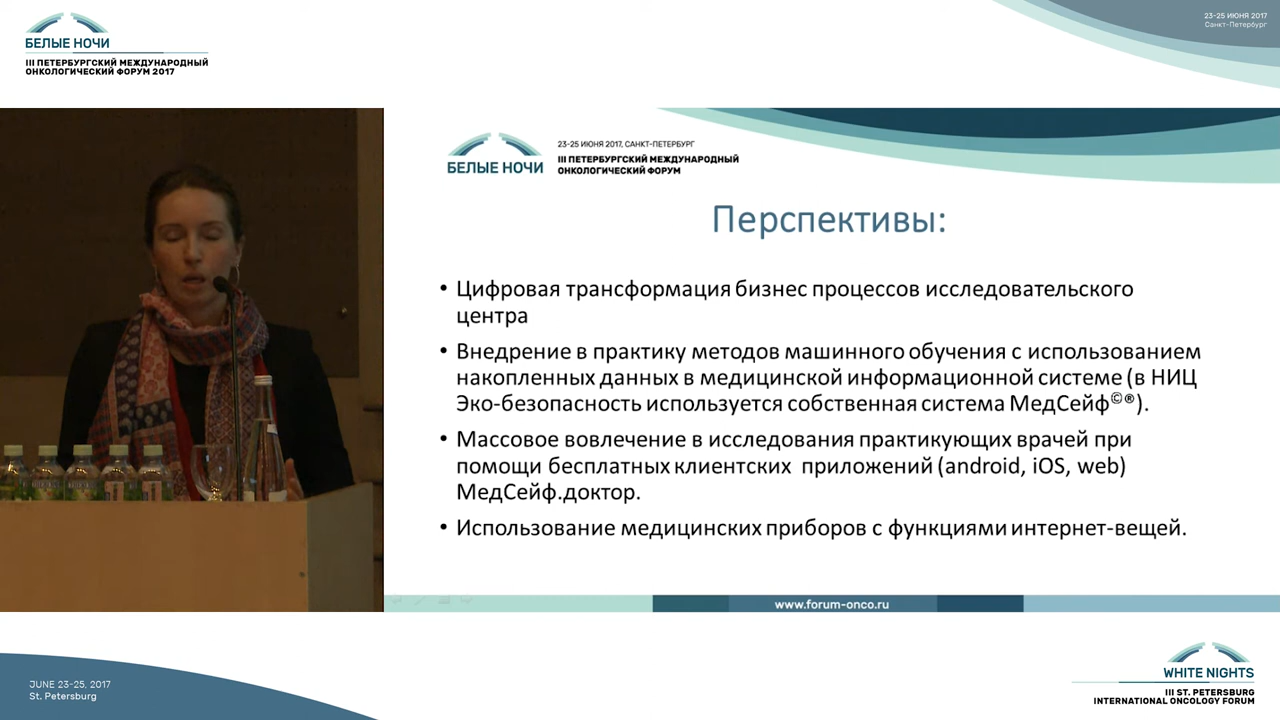 БЕЛЫЕ НОЧИ
III ПЕТЕРБУРГСКИЙ МЕЖДУНАРОДНЫЙ
ОНКОЛОГИЧЕСКИЙ ФОРУМ 2017
23-25 ИЮНЯ 2017
Санкт-Петербург
БЕЛЫЕ НОЧИ
23-25 ИЮНЯ 2017, САНКТ-ПЕТЕРБУРГ
III ПЕТЕРБУРГСКИЙ МЕЖДУНАРОДНЫЙ
ОНКОЛОГИЧЕСКИЙ ФОРУМ
Перспективы:
• Цифровая трансформация бизнес процессов исследовательского
центра
• Внедрение в практику методов машинного обучения с использованием
накопленных данных в медицинской информационной системе (в НИЦ
Эко-безопасность используется собственная система МедСейф©®).
• Массовое вовлечение в исследования практикующих врачей при
помощи бесплатных клиентских приложений (android, iOS, web)
МедСейф.доктор.
• Использование медицинских приборов с функциями интернет-вещей.
www.forum-onco.ru
JUNE 23-25, 2017
St. Petersburg
WHITE NIGHTS
III ST. PETERSBURG
INTERNATIONAL ONCOLOGY FORUM